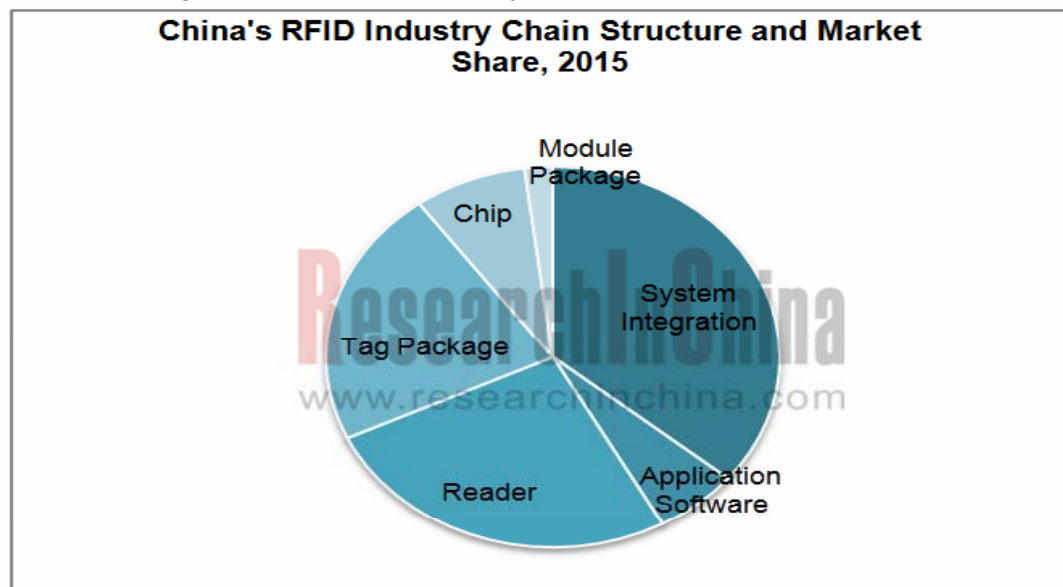 China's RFID Industry Chain Structure and Market
Share, 2015
Module
Package
Chip
System
Integration
ResearchInChina
Tag Package
www.researchinchina.com
Application
Software
Reader